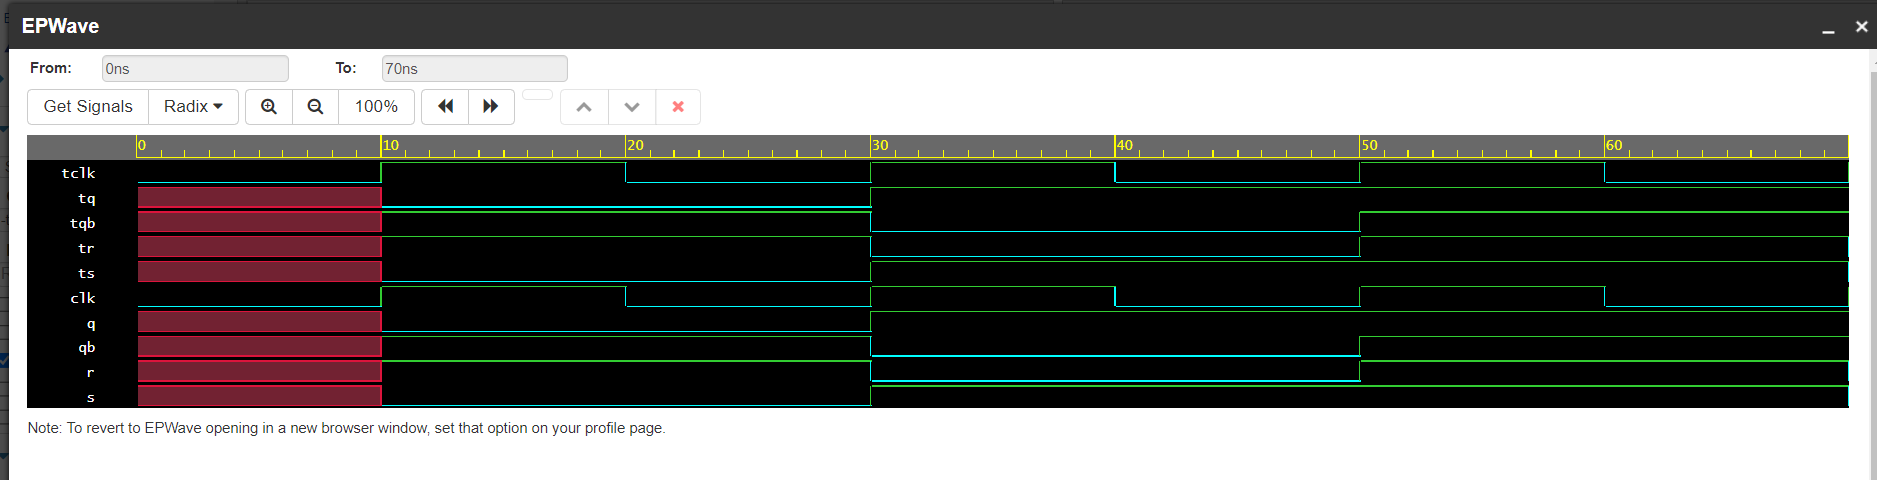 EPWave
From: 0ns To: 70ns
Get Signals Radix 100%
0 10 20 30 40 50 60
tclk
tq
tqb
tr
ts
clk
q
qb
r
s
Note: To revert to EPWave opening in a new browser window, set that option on your profile page.